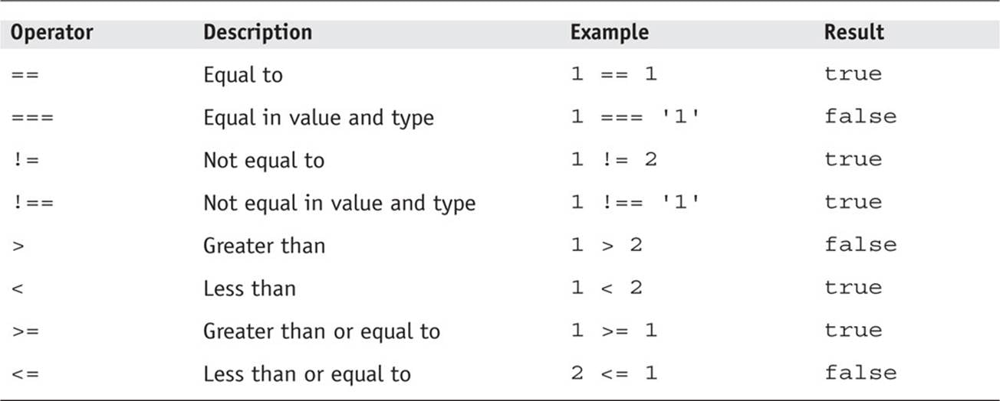 Operator Description Example Result
== Equal to 1 == 1 true
=== Equal in value and type 1 === '1' false
!= Not equal to 1 != 2 true
!== Not equal in value and type 1 !== '1' true
> Greater than 1 > 2 false
< Less than 1 < 2 true
>= Greater than or equal to 1 >= 1 true
<= Less than or equal to 2 <= 1 false